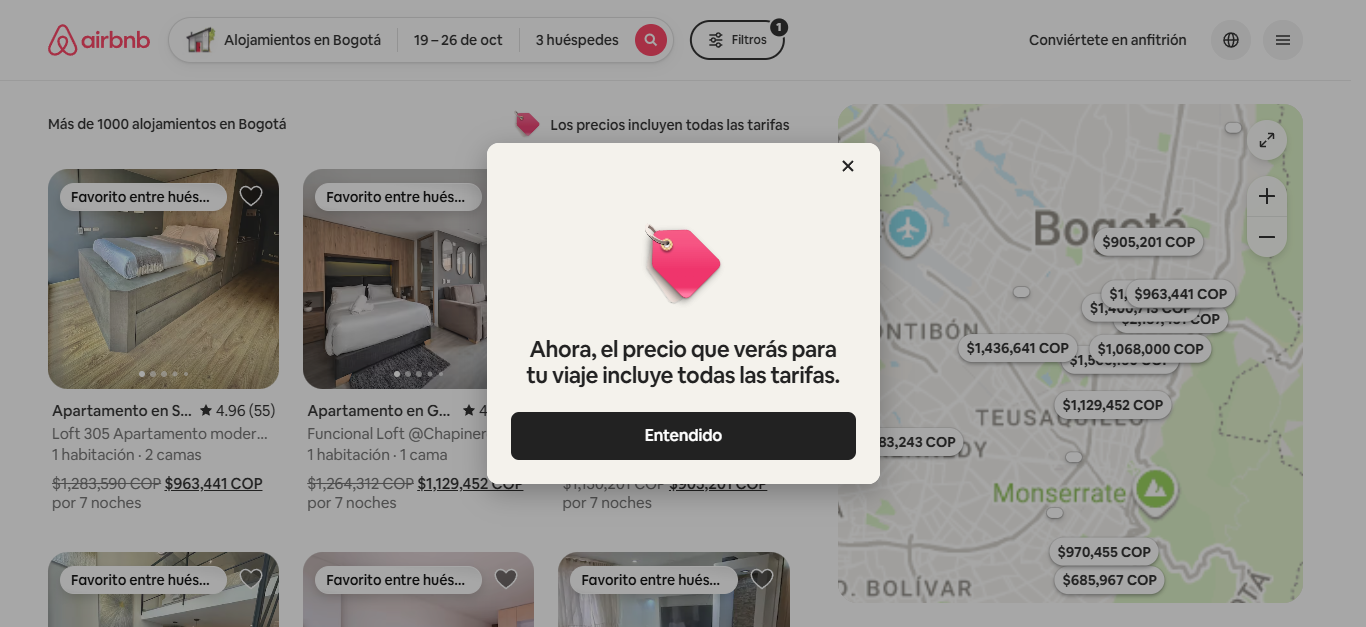 airbnb
Alojamientos en Bogotá
19 – 26 de oct
3 huéspedes
Filtros
1
Conviértete en anfitrión
Más de 1000 alojamientos en Bogotá
Los precios incluyen todas las tarifas
Favorito entre hués...
Favorito entre hués...
Apartamento en S...
4.96 (55)
Loft 305 Apartamento moder...
1 habitación · 2 camas
$1,283,590 COP $963,441 COP
por 7 noches
Apartamento en G...
Funcional Loft @Chapiner
1 habitación · 1 cama
$1,264,312 COP $1,129,452 COP
por 7 noches
por 7 noches
Favorito entre hués...
Favorito entre hués...
Favorito entre hués...
Ahora, el precio que verás para
tu viaje incluye todas las tarifas.
Entendido
Bogotá
$905,201 COP
$963,441 COP
ONTIBÓN
$1,436,641 COP
$1,068,000 COP
$1,129,452 COP
TEUSAQUILLO
83,243 COP
Monserrate
$970,455 COP
$685,967 COP
D. BOLÍVAR